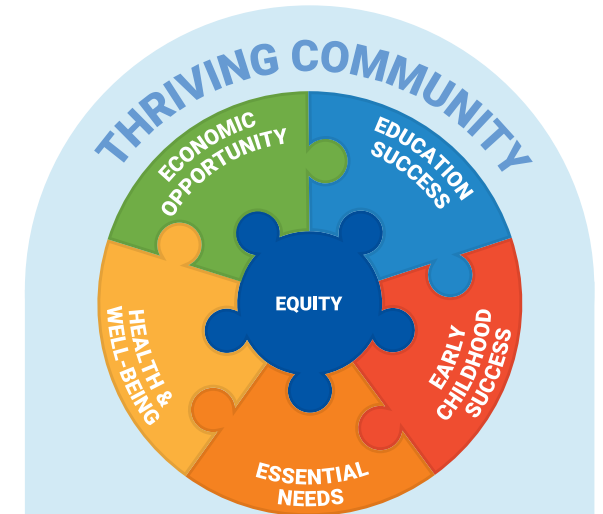 THRIVING COMMUNITY
ECONOMIC
OPPORTUNITY
EDUCATION
SUCCESS
EQUITY
HEALTH &
WELL-BEING
EARLY
CHILDHOOD
SUCCESS
ESSENTIAL
NEEDS